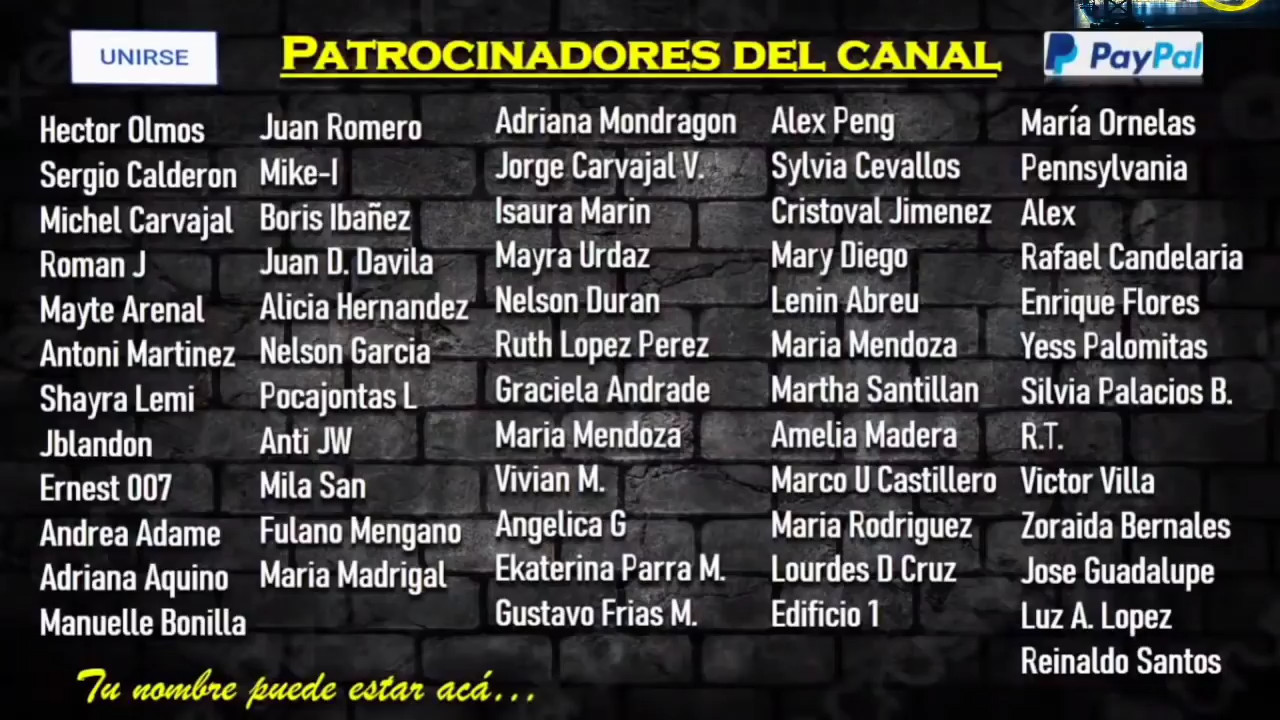 UNIRSE
PATROCINADORES DEL CANAL
PayPal
Hector Olmos
Sergio Calderon
Michel Carvajal
Roman J
Mayte Arenal
Antoni Martinez
Shayra Lemi
Jblandon
Ernest 007
Andrea Adame
Adriana Aquino
Manuelle Bonilla
Juan Romero
Mike-I
Boris Ibañez
Juan D. Davila
Alicia Hernandez
Nelson Garcia
Pocajontas L
Anti JW
Mila San
Fulano Mengano
Maria Madrigal
Adriana Mondragon
Jorge Carvajal V.
Isaura Marin
Mayra Urdaz
Nelson Duran
Ruth Lopez Perez
Graciela Andrade
Maria Mendoza
Vivian M.
Angelica G
Ekaterina Parra M.
Gustavo Frias M.
Alex Peng
Sylvia Cevallos
Cristoval Jimenez
Mary Diego
Lenin Abreu
Maria Mendoza
Martha Santillan
Amelia Madera
Marco U Castillero
Maria Rodriguez
Lourdes D Cruz
Edificio 1
María Ornelas
Pennsylvania
Alex
Rafael Candelaria
Enrique Flores
Yess Palomitas
Silvia Palacios B.
R.T.
Victor Villa
Zoraida Bernales
Jose Guadalupe
Luz A. Lopez
Reinaldo Santos
Tu nombre puede estar acá...